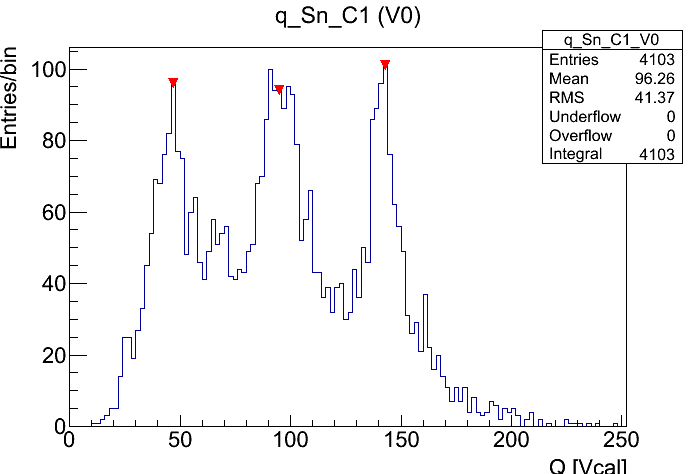 q_Sn_C1 (V0)
q_Sn_C1_V0
Entries 4103
Mean 96.26
RMS 41.37
Underflow 0
Overflow 0
Integral 4103
Entries/bin
100
80
60
40
20
0
0 50 100 150 200 250
Q [Vcal]